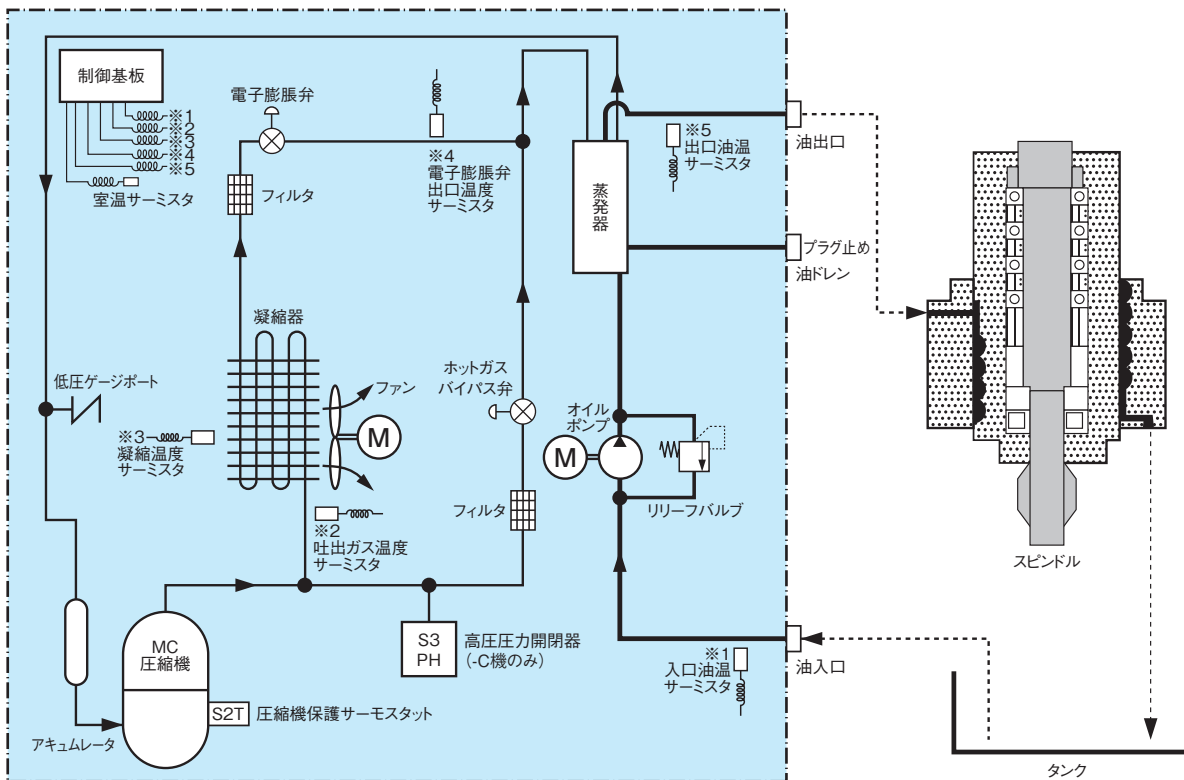 制御基板
※1
※2
※3
※4
※5
室温サーミスタ
電子膨脹弁
フィルタ
※4
電子膨脹弁
出口温度
サーミスタ
蒸発器
※5
出口油温
サーミスタ
油出口
プラグ止め
油ドレン
凝縮器
ファン
M
低圧ゲージポート
※3
凝縮温度
サーミスタ
ホットガス
バイパス弁
オイル
ポンプ
M
リリーフバルブ
フィルタ
※2
吐出ガス温度
サーミスタ
スピンドル
MC
圧縮機
S3
PH
高圧圧力開閉器
(-C機のみ)
※1
入口油温
サーミスタ
油入口
S2T
圧縮機保護サーモスタット
アキュムレータ
タンク